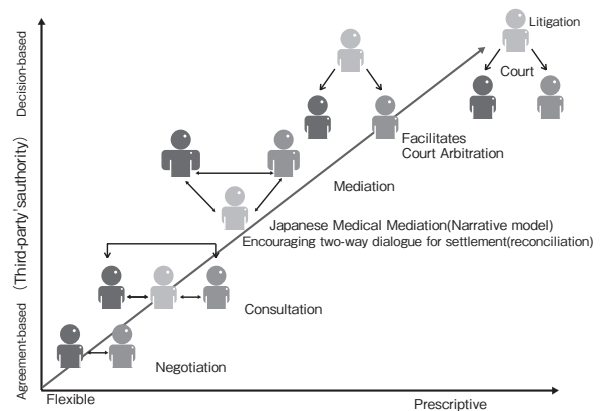 Litigation
Court
Facilitates
Court Arbitration
Mediation
Japanese Medical Mediation(Narrative model)
Encouraging two-way dialogue for settlement(reconciliation)
Consultation
Negotiation
Decision-based
(Third-party'sauthority)
Agreement-based
Flexible
Prescriptive